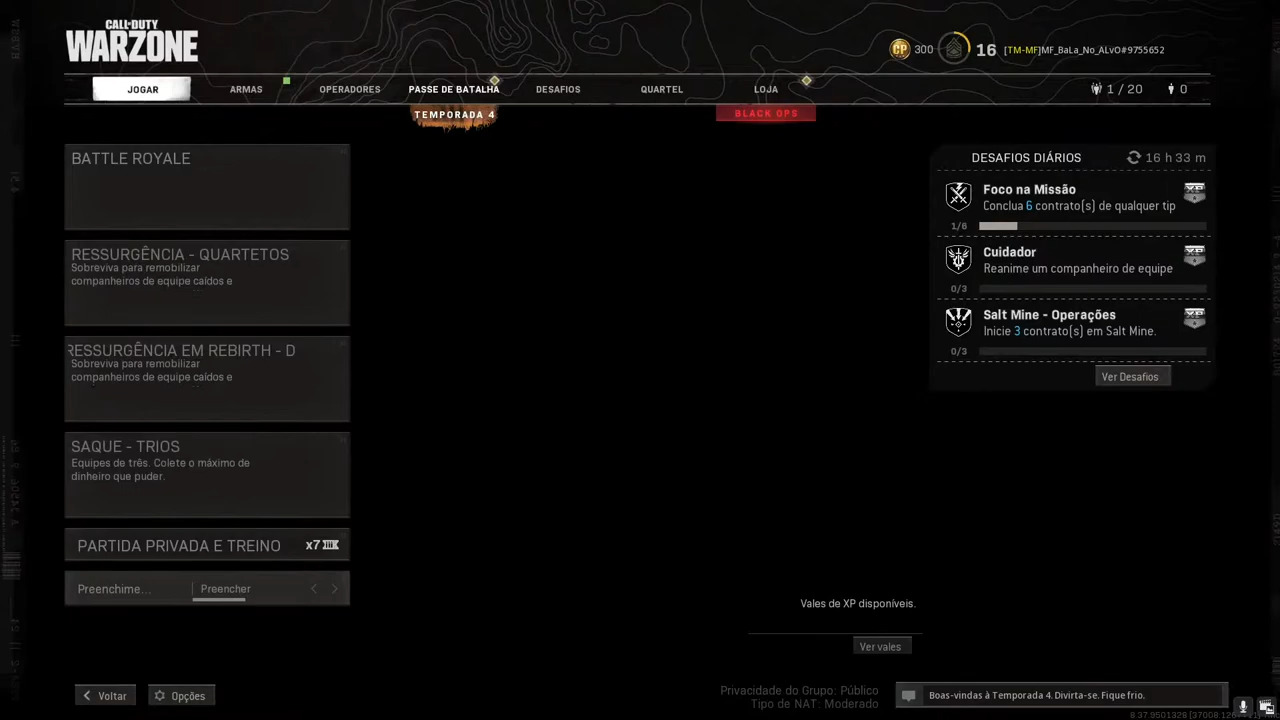 CALL OF DUTY
WARZONE
CP 300
16
[TM-MF]MF_BaLa_No_ALvO#9755652
JOGAR
ARMAS
OPERADORES
PASSE DE BATALHA
DESAFIOS
QUARTEL
LOJA
1 / 20
0
TEMPORADA 4
BLACK OPS
BATTLE ROYALE
RESSURGÊNCIA - QUARTETOS
Sobreviva para remobilizar
companheiros de equipe caídos e
RESSURGÊNCIA EM REBIRTH - D
Sobreviva para remobilizar
companheiros de equipe caídos e
SAQUE - TRIOS
Equipes de três. Colete o máximo de
dinheiro que puder.
PARTIDA PRIVADA E TREINO x7
Preenchime... Preencher
DESAFIOS DIÁRIOS 16 h 33 m
Foco na Missão
XP
Conclua 6 contrato(s) de qualquer tip
1/6
Cuidador
XP
Reanime um companheiro de equipe
0/3
Salt Mine - Operações
XP
Inicie 3 contrato(s) em Salt Mine.
0/3
Ver Desafios
Vales de XP disponíveis.
Ver vales
Voltar
Opções
Privacidade do Grupo: Público
Tipo de NAT: Moderado
Boas-vindas à Temporada 4. Divirta-se. Fique frio.